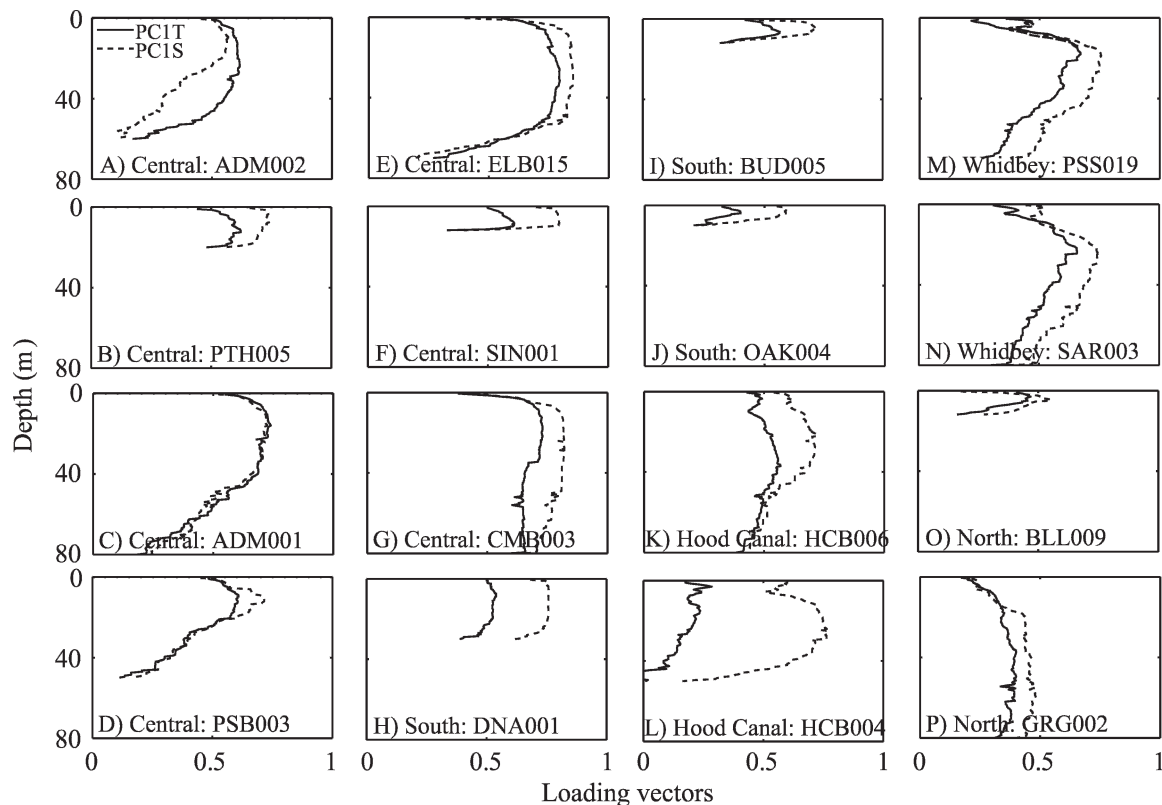 0
PC1T
PC1S
40
80
A) Central: ADM002
E) Central: ELB015
I) South: BUD005
M) Whidbey: PSS019
0
40
80
B) Central: PTH005
F) Central: SIN001
J) South: OAK004
N) Whidbey: SAR003
0
40
80
C) Central: ADM001
G) Central: CMB003
K) Hood Canal: HCB006
O) North: BLL009
0
40
80
D) Central: PSB003
H) South: DNA001
L) Hood Canal: HCB004
P) North: GRG002
0 0.5 1 0 0.5 1 0 0.5 1 0 0.5 1
Depth (m )
Loading vectors